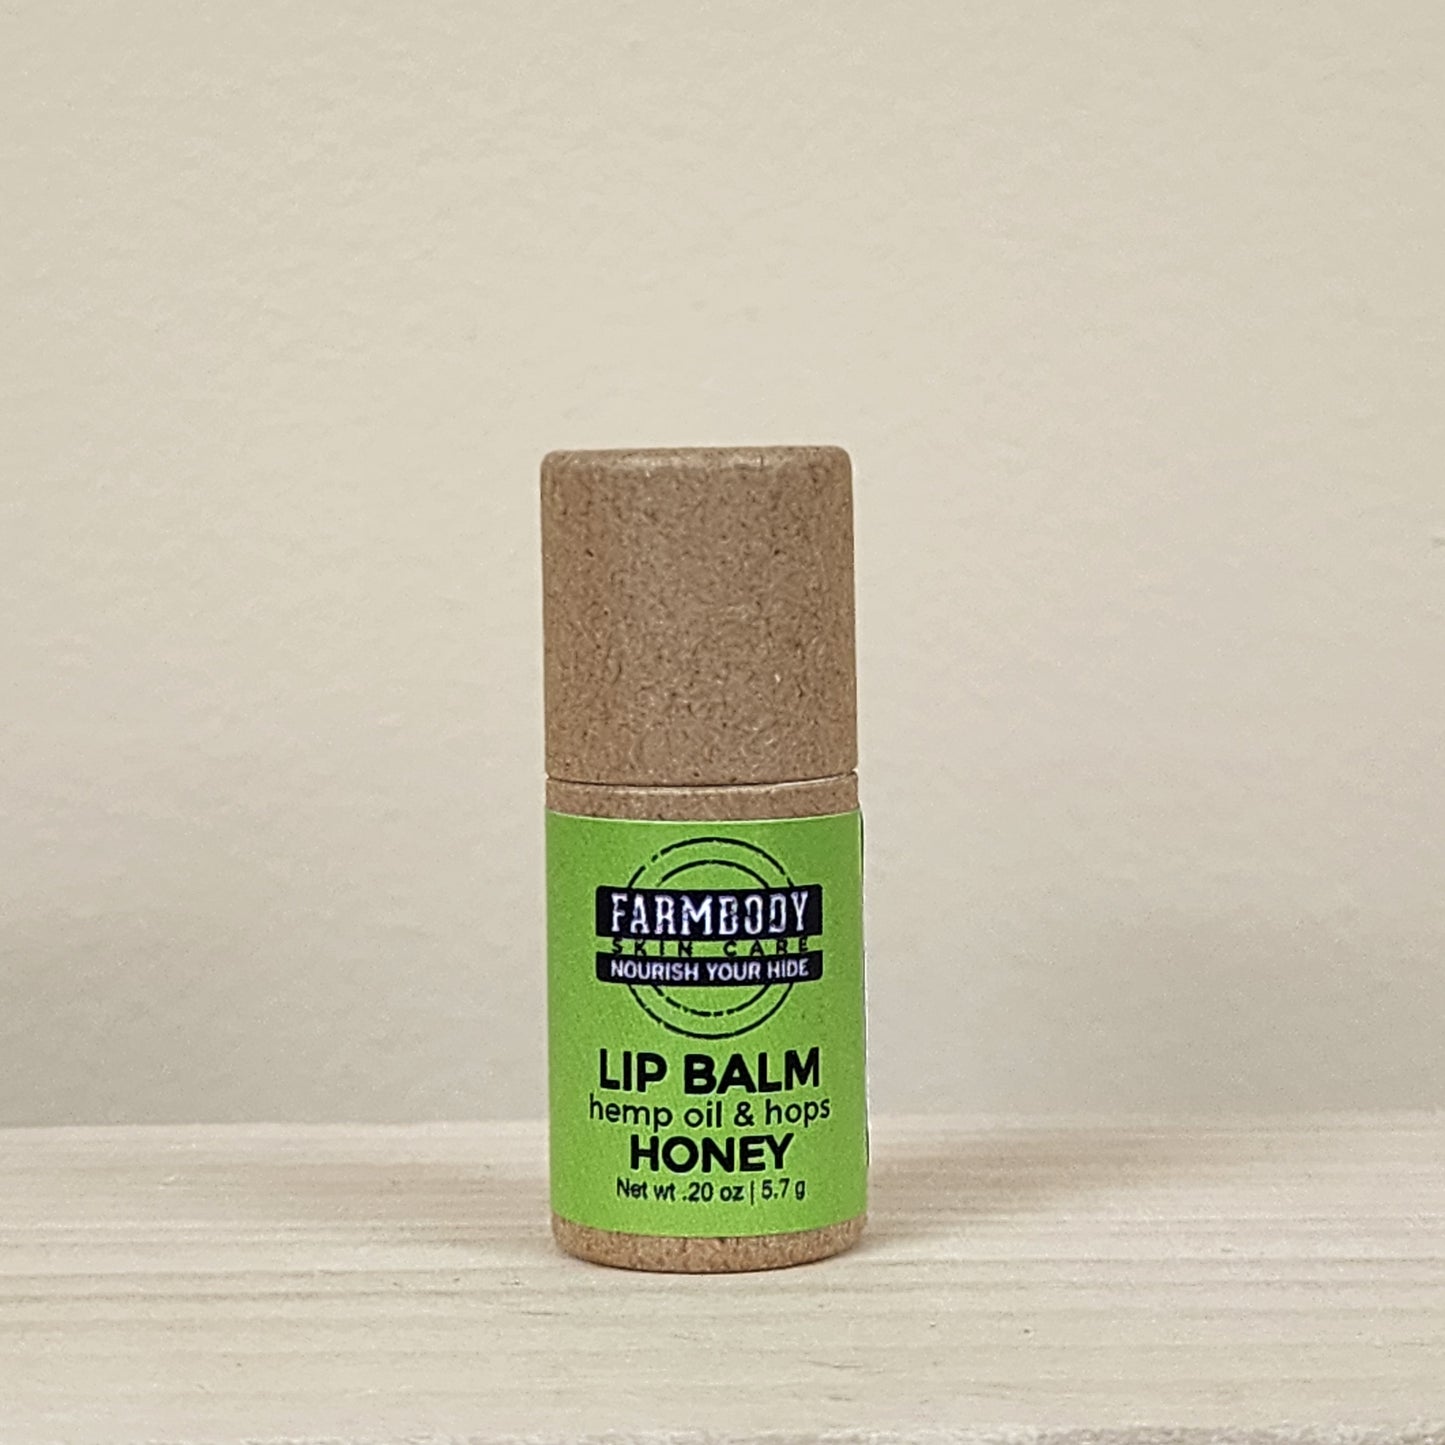 FARMBODY
SKIN CARE
NOURISH YOUR HIDE
LIP BALM
hemp oil & hops
HONEY
Net wt .20 oz | 5.7 g